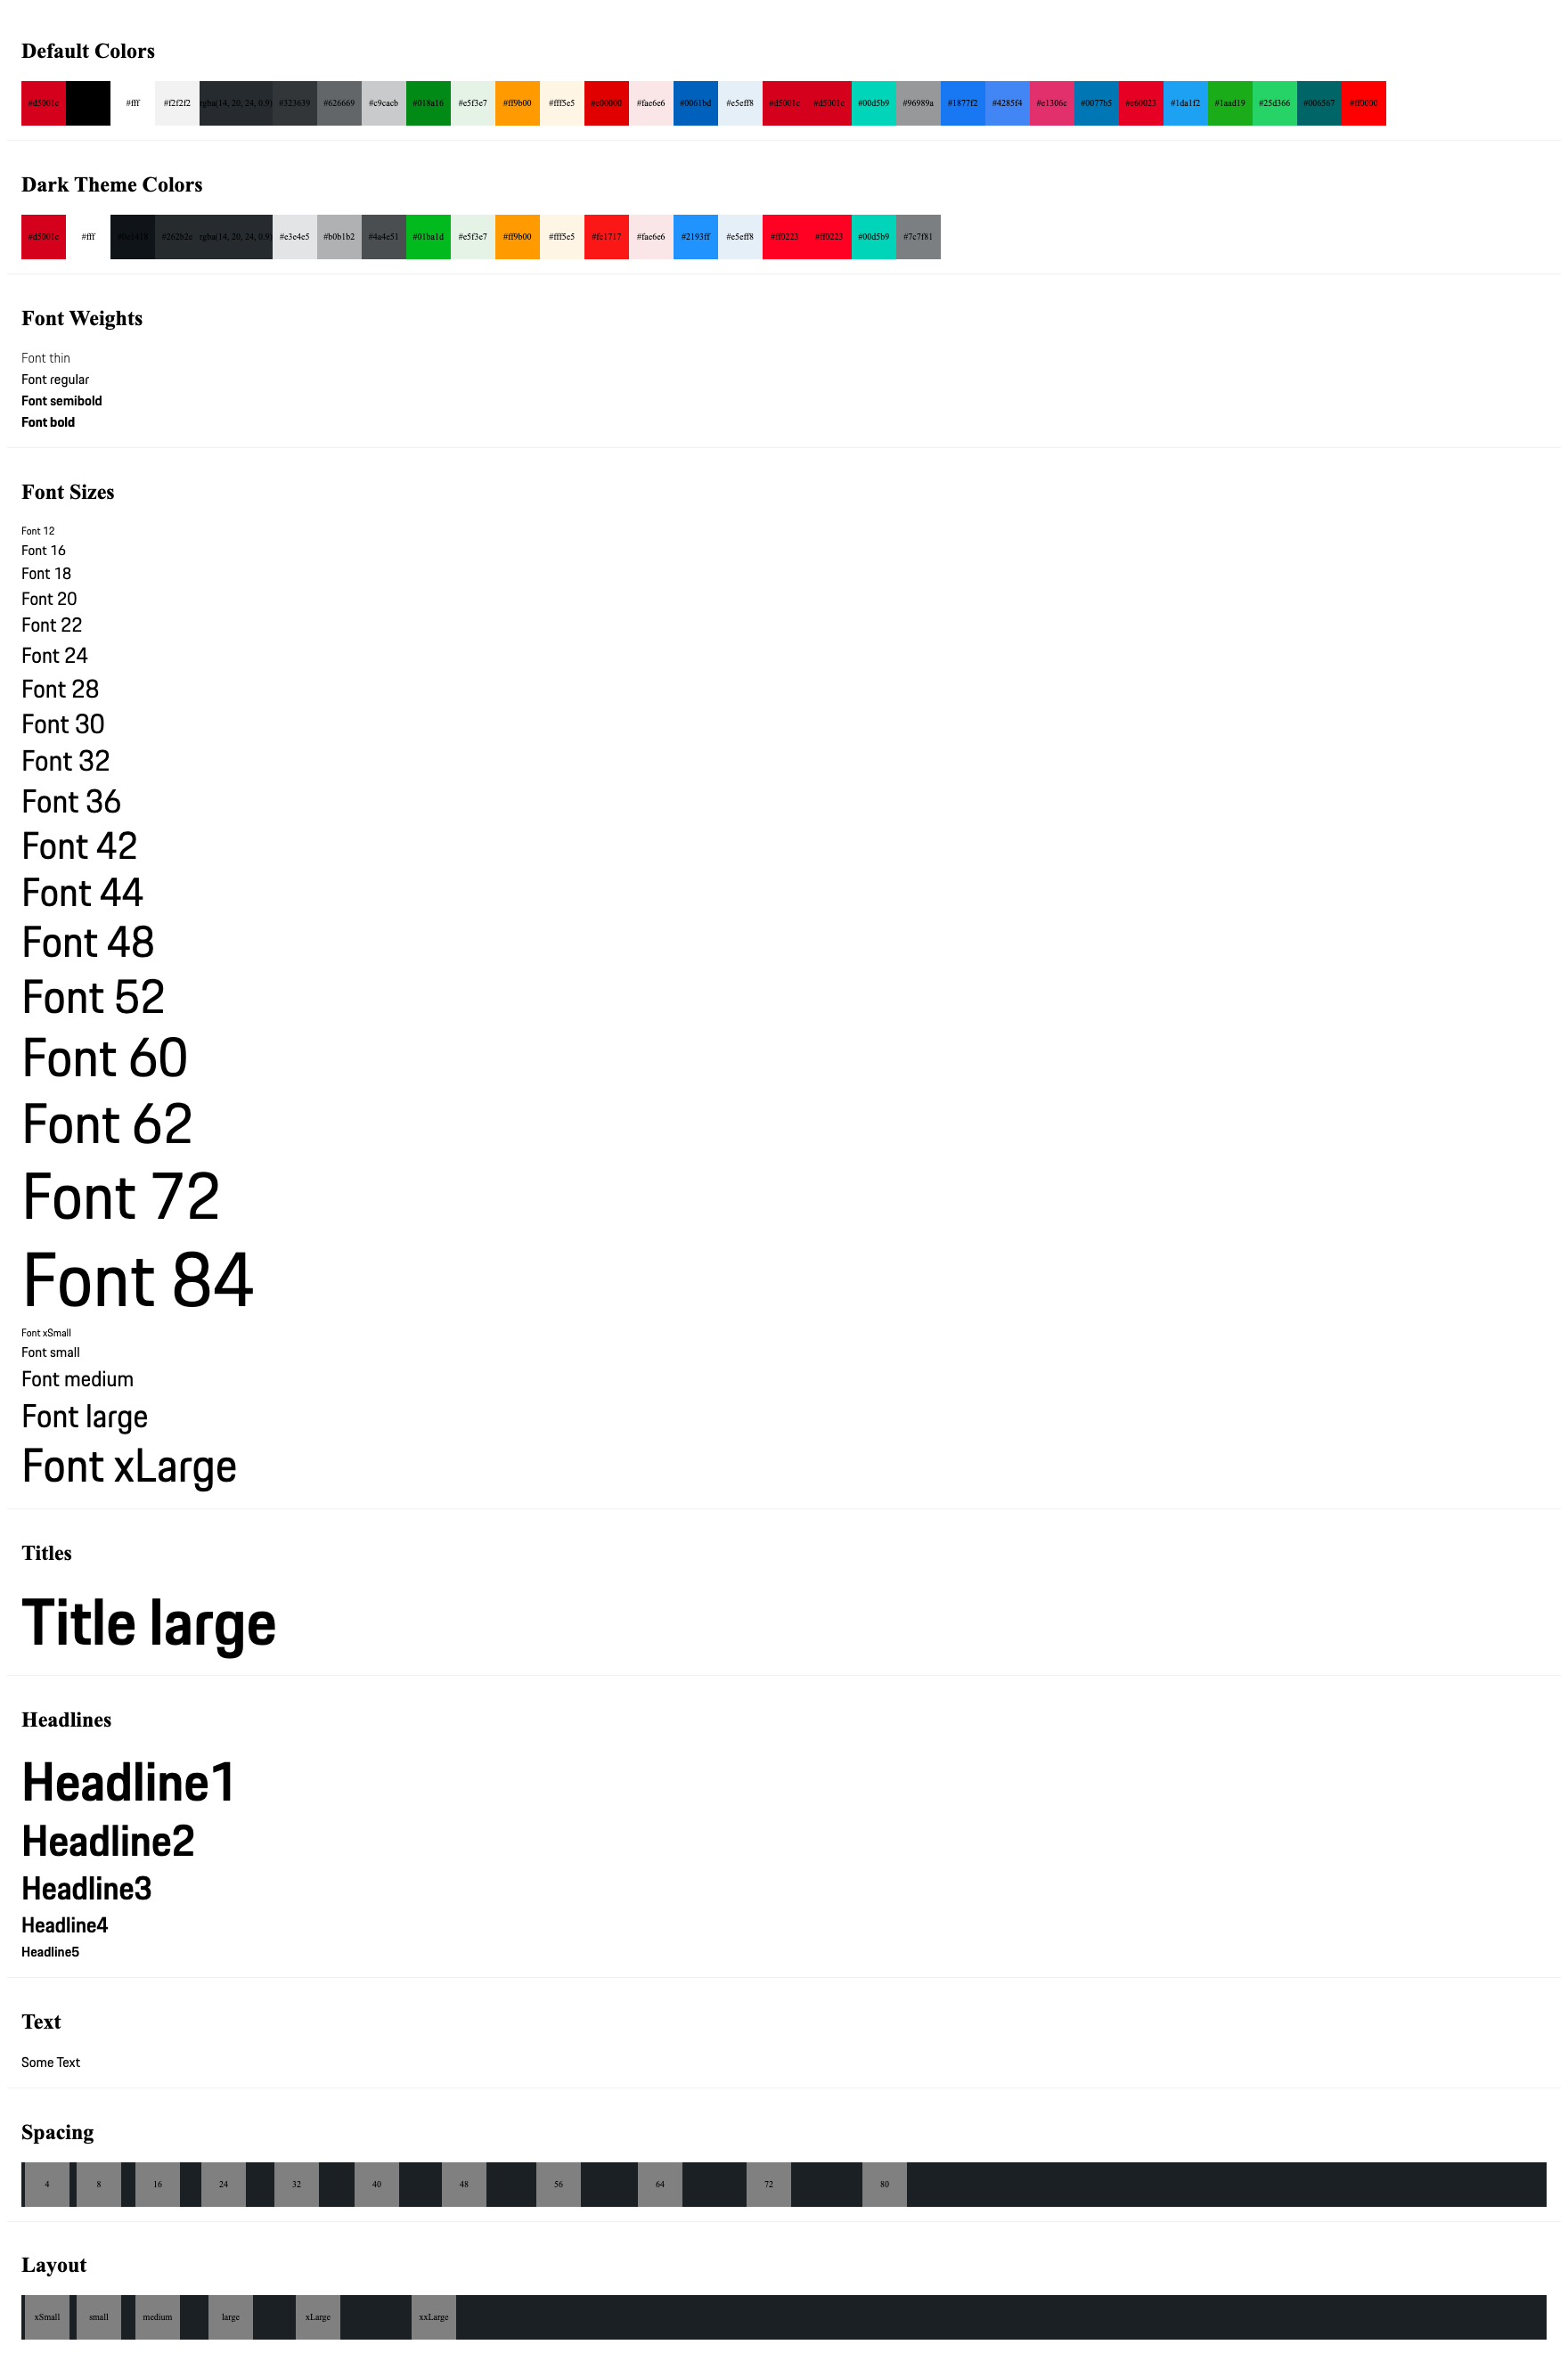 Default Colors
#d5001c #fff #f2f2f2 rgba(14, 20, 24, 0.9) #323639 #626669 #c9cacb #018a16 #e5f3e7 #ff9b00 #fff5e5 #e00000 #fae6e6 #0061bd #e5eff8 #d5001c #d5001c #00d5b9 #96989a #1877f2 #4285f4 #e1306c #0077b5 #e60023 #1da1f2 #1aad19 #25d366 #006567 #ff0000
Dark Theme Colors
#d5001c #fff #0e1418 #262b2e rgba(14, 20, 24, 0.9) #e3e4e5 #b0b1b2 #4a4e51 #01ba1d #e5f3e7 #ff9b00 #fff5e5 #fc1717 #fae6e6 #2193ff #e5eff8 #ff0223 #ff0223 #00d5b9 #7c7f81
Font Weights
Font thin
Font regular
Font semibold
Font bold
Font Sizes
Font 12
Font 16
Font 18
Font 20
Font 22
Font 24
Font 28
Font 30
Font 32
Font 36
Font 42
Font 44
Font 48
Font 52
Font 60
Font 62
Font 72
Font 84
Font xSmall
Font small
Font medium
Font large
Font xLarge
Titles
Title large
Headlines
Headline1
Headline2
Headline3
Headline4
Headline5
Text
Some Text
Spacing
4 8 16 24 32 40 48 56 64 72 80
Layout
xSmall small medium large xLarge xxLarge